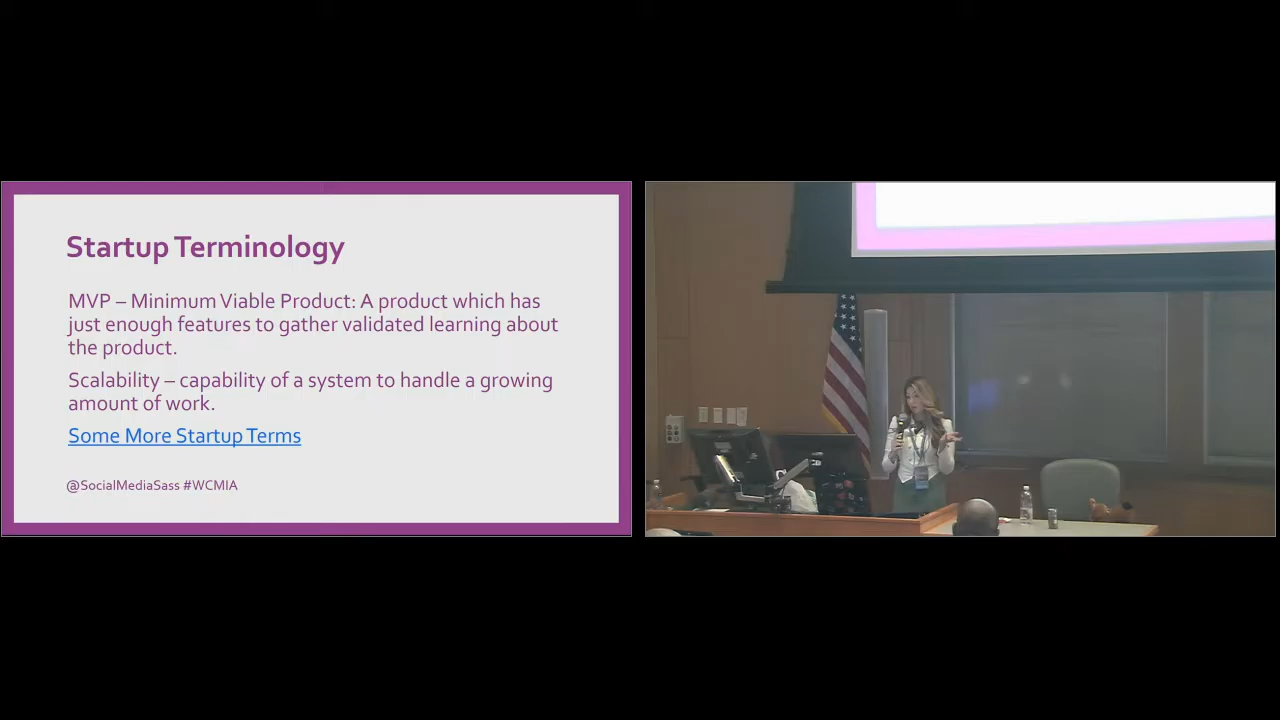 Startup Terminology
MVP – Minimum Viable Product: A product which has
just enough features to gather validated learning about
the product.
Scalability – capability of a system to handle a growing
amount of work.
Some More Startup Terms
@SocialMediaSass #WCMIA